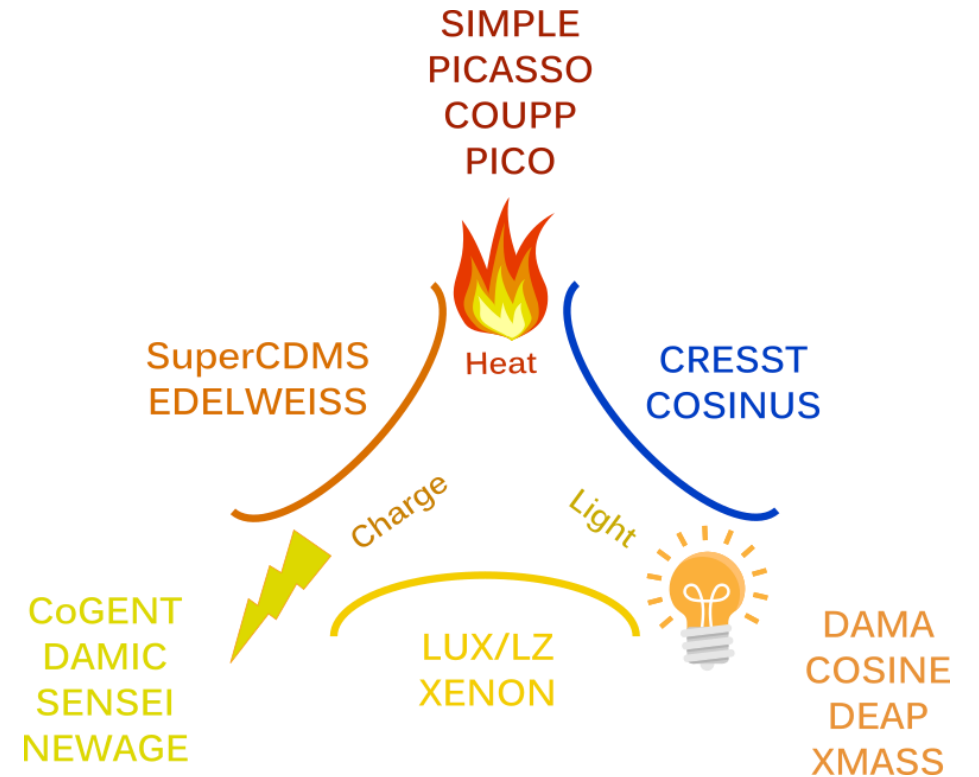 SIMPLE
PICASSO
COUPP
PICO
Heat
SuperCDMS
EDELWEISS
CRESST
COSINUS
Charge
Light
CoGENT
DAMIC
SENSEI
NEWAGE
LUX/LZ
XENON
DAMA
COSINE
DEAP
XMASS